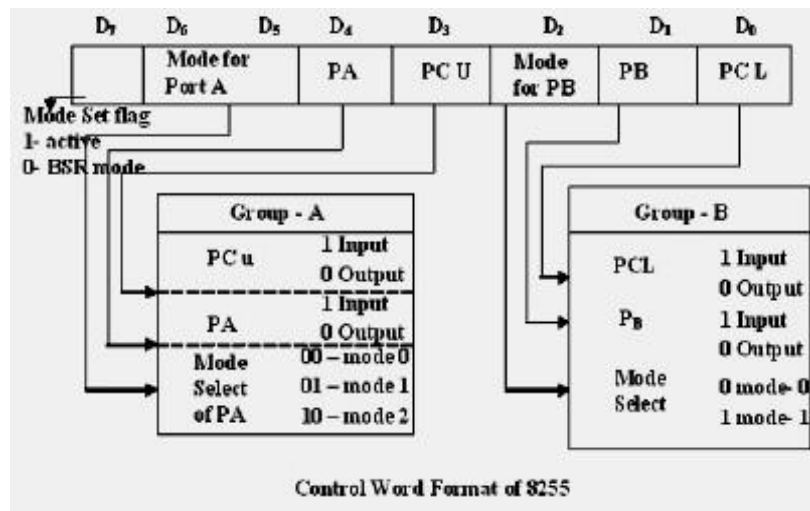 D7 D6 D5 D4 D3 D2 D1 D0
Mode for
Port A
PA
PC U
Mode
for PB
PB
PC L
Mode Set flag
1- active
0- BSR mode
Group - A
PC u
1 Input
0 Output
PA
1 Input
0 Output
Mode
Select
of PA
00 – mode 0
01 – mode 1
10 – mode 2
Group - B
PCL
1 Input
0 Output
PB
1 Input
0 Output
Mode
Select
0 mode- 0
1 mode- 1
Control Word Format of 8255